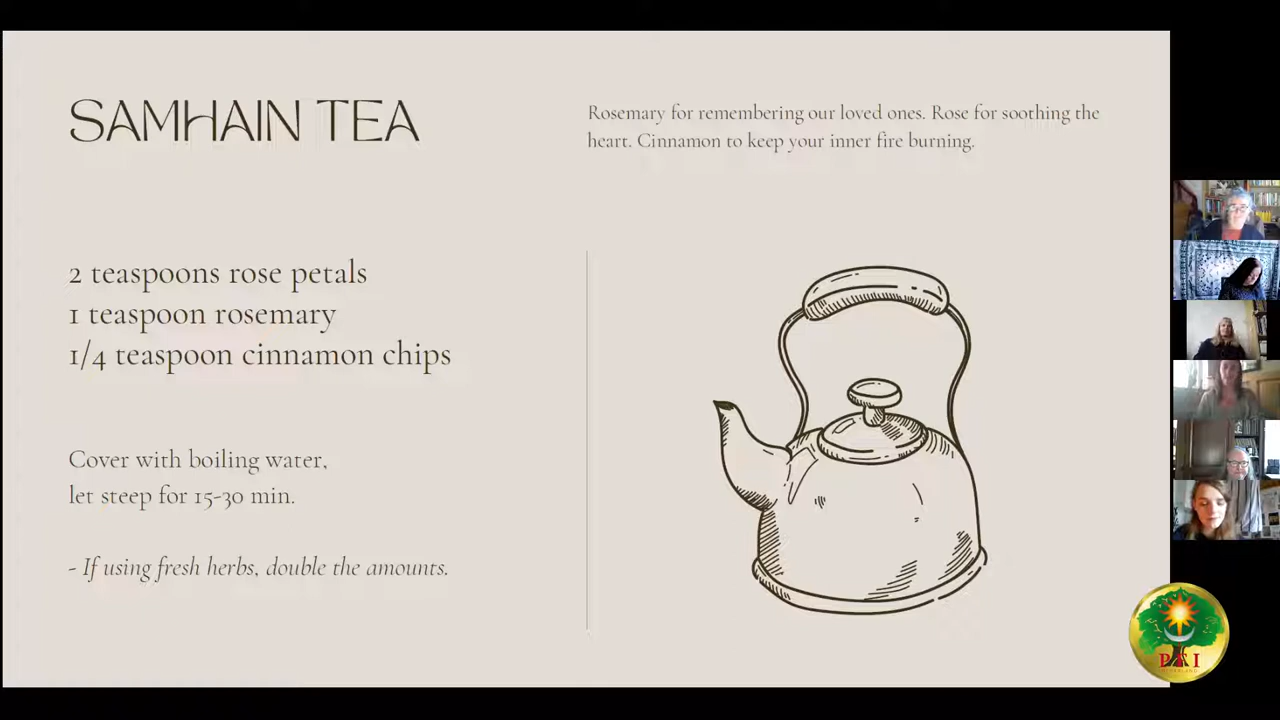 SAMHAIN TEA
Rosemary for remembering our loved ones. Rose for soothing the
heart. Cinnamon to keep your inner fire burning.
2 teaspoons rose petals
1 teaspoon rosemary
1/4 teaspoon cinnamon chips
Cover with boiling water,
let steep for 15-30 min.
- If using fresh herbs, double the amounts.